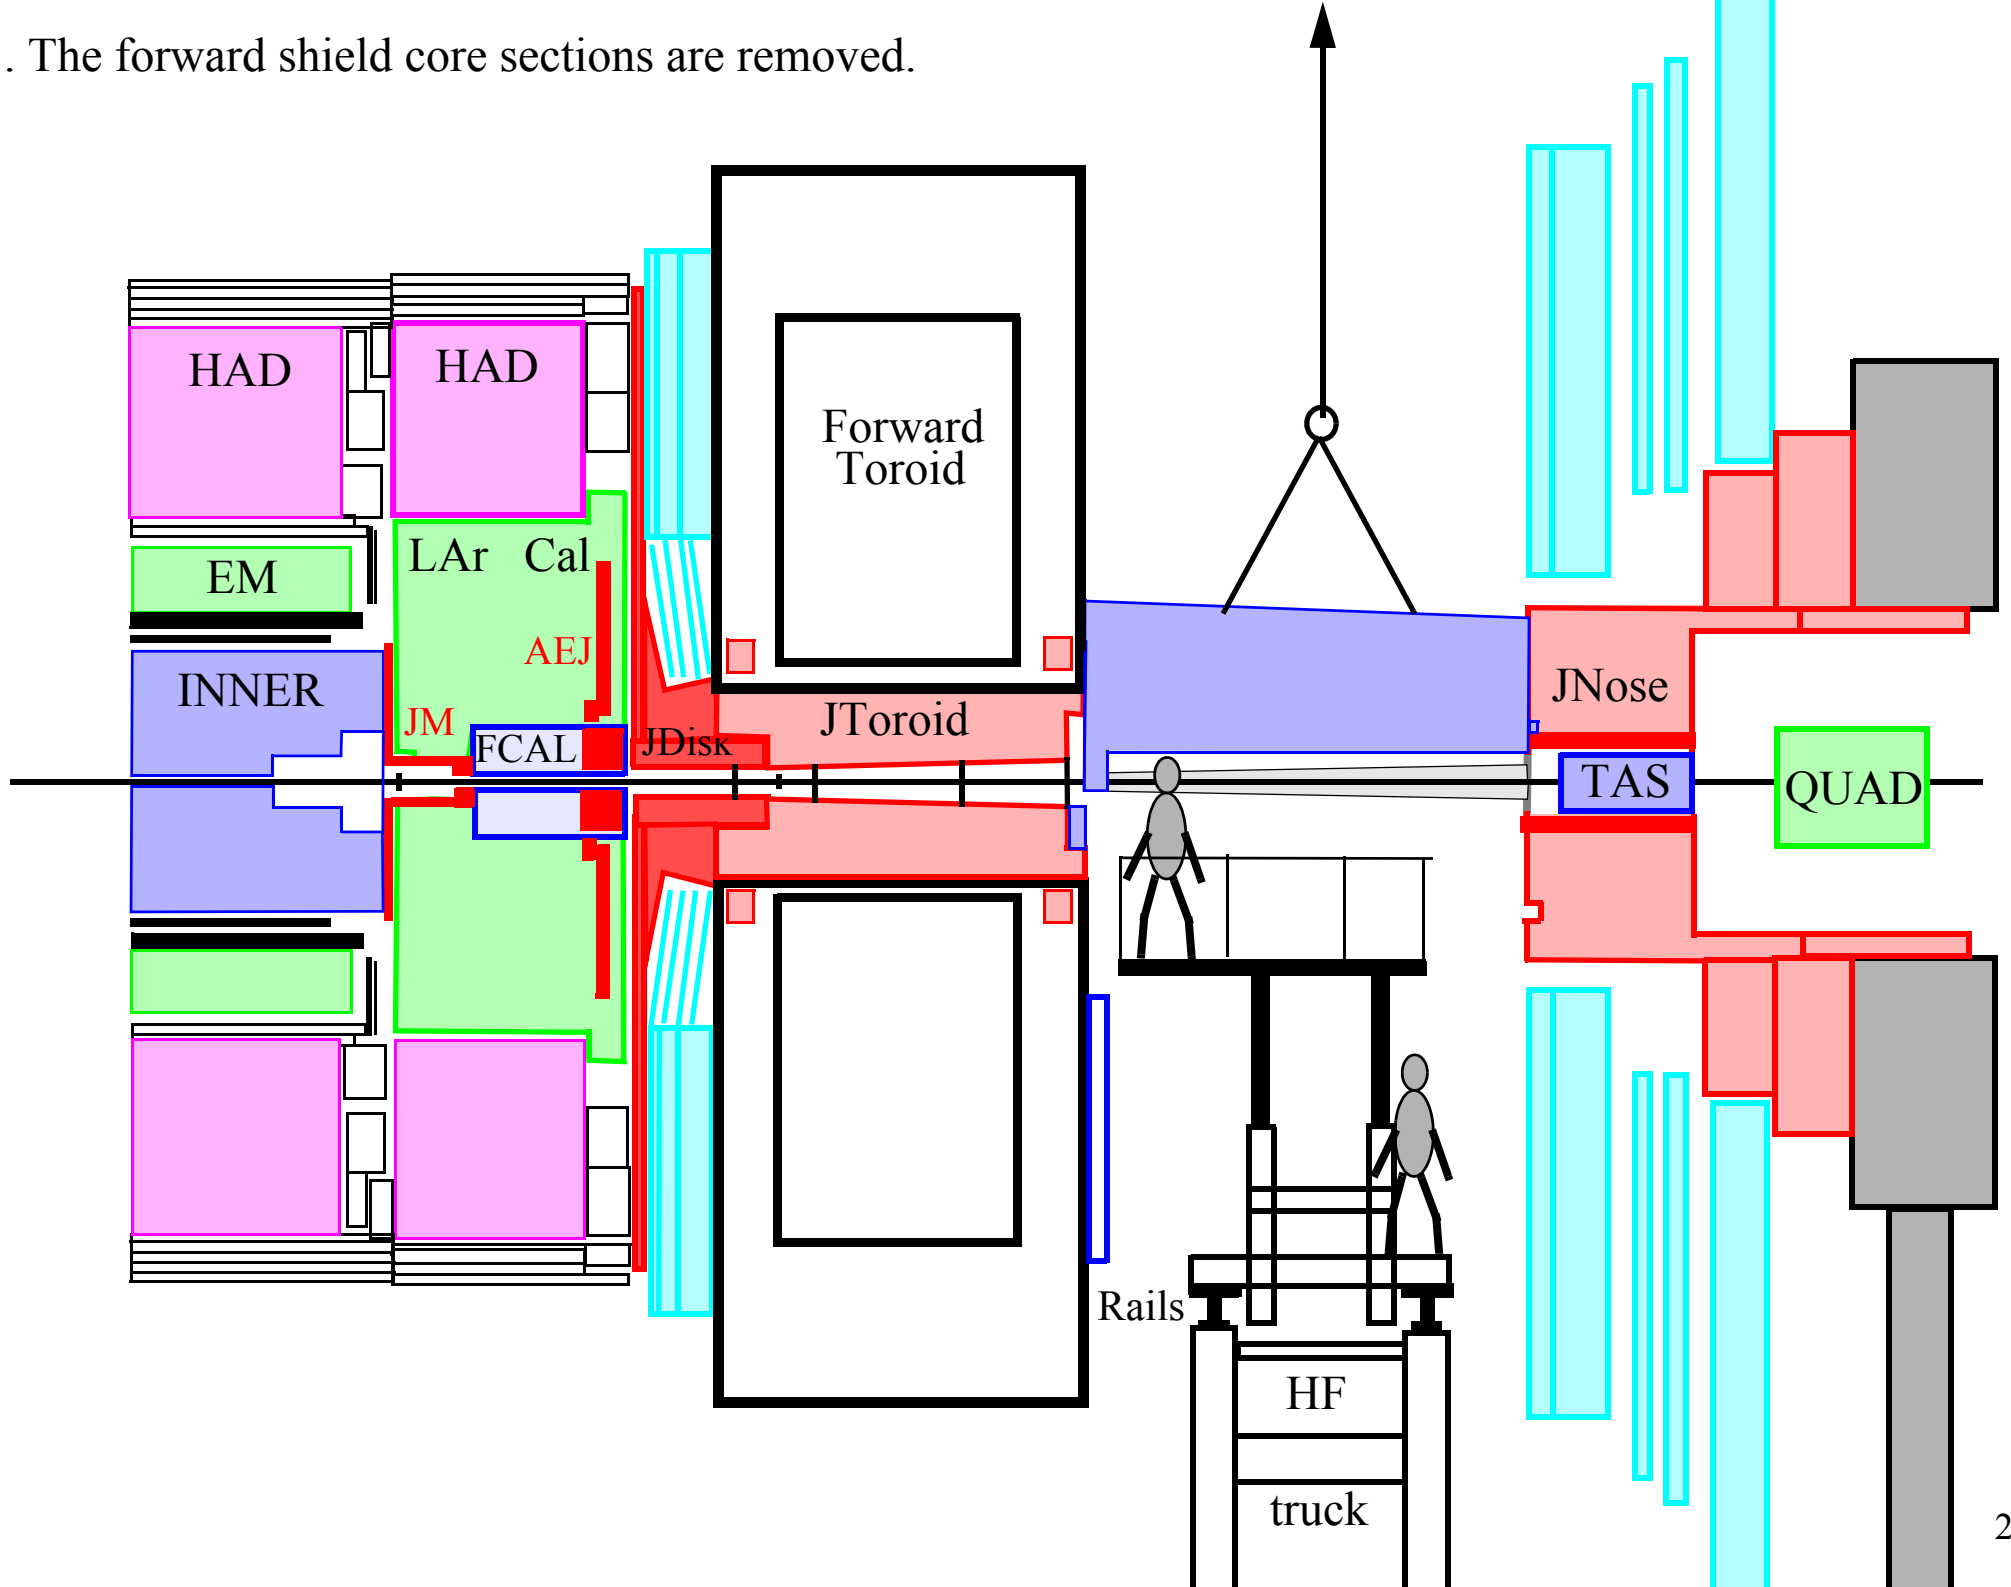 . The forward shield core sections are removed.
HAD
HAD
Forward
Toroid
LAr Cal
EM
AEJ
INNER
JM
FCAL
JDisk
JToroid
JNose
TAS
QUAD
Rails
HF
truck
2